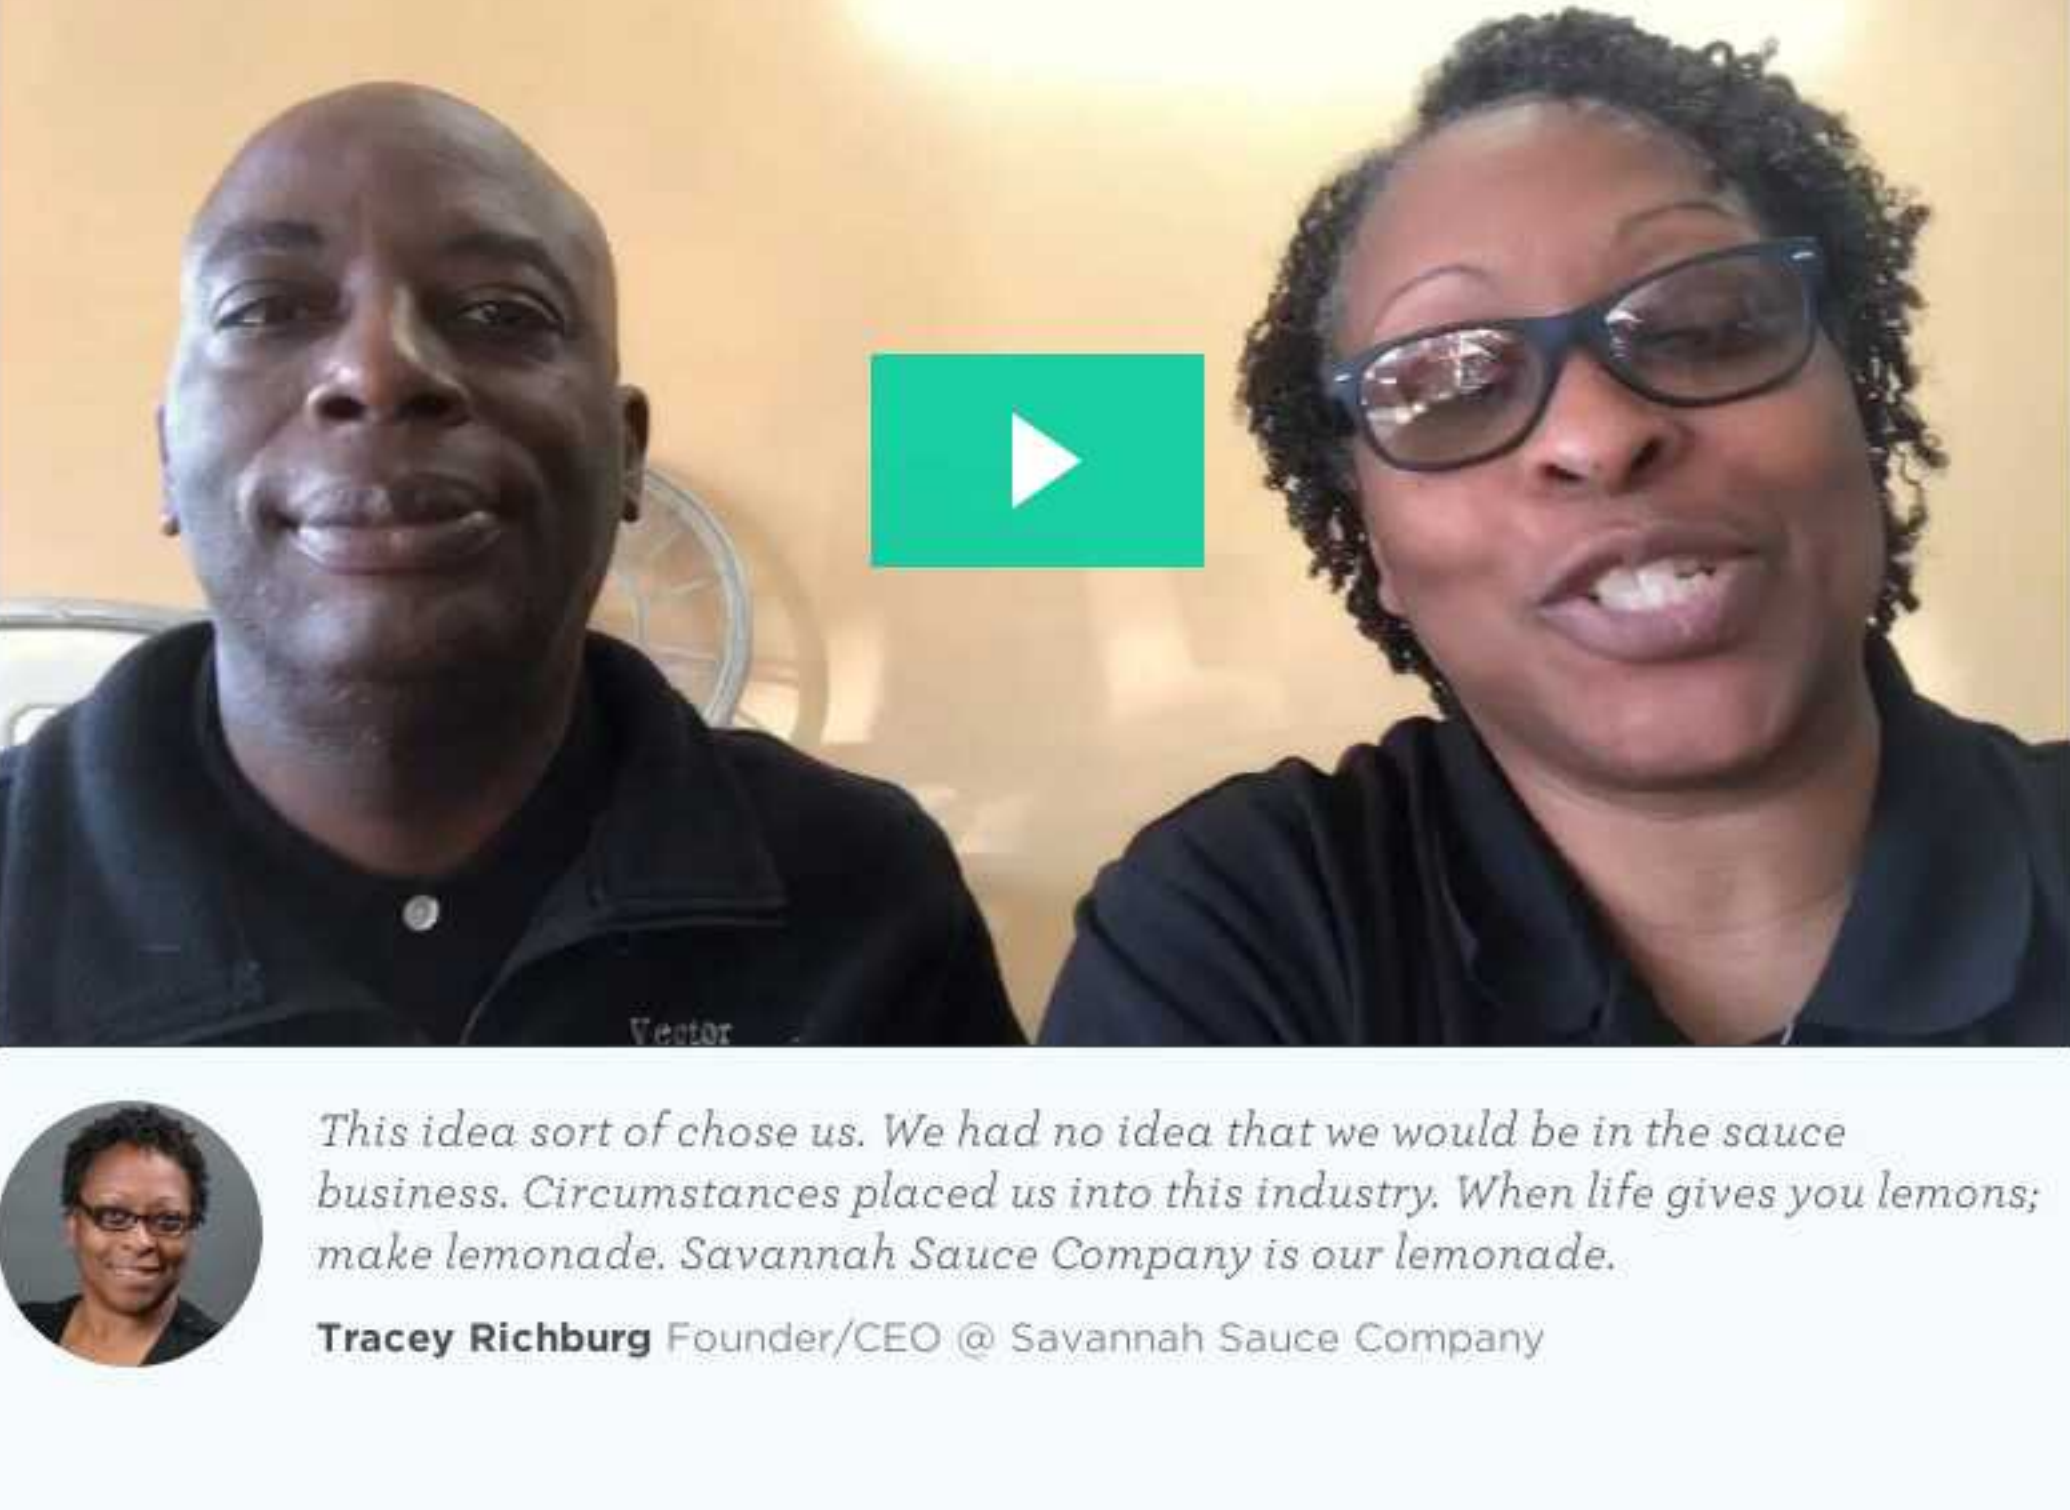 Vector
This idea sort of chose us. We had no idea that we would be in the sauce
business. Circumstances placed us into this industry. When life gives you lemons;
make lemonade. Savannah Sauce Company is our lemonade.
Tracey Richburg Founder/CEO @ Savannah Sauce Company